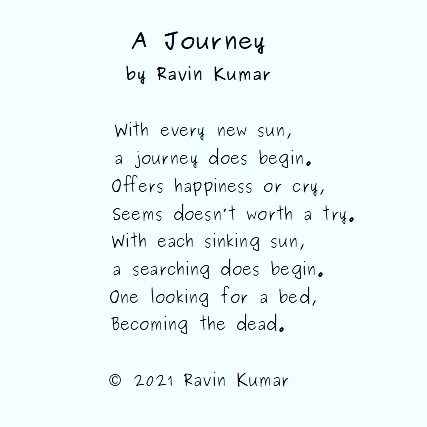 A Journey
by Ravin Kumar
With every new sun,
a journey does begin.
Offers happiness or cry,
Seems doesn't worth a try.
With each sinking sun,
a searching does begin.
One looking for a bed,
Becoming the dead.
© 2021 Ravin Kumar